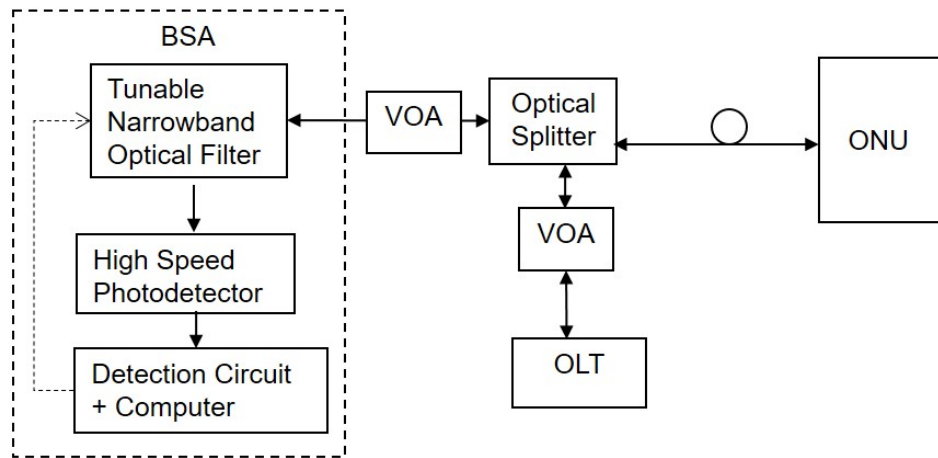 BSA
Tunable
Narrowband
Optical Filter
VOA
Optical
Splitter
ONU
VOA
High Speed
Photodetector
OLT
Detection Circuit
+ Computer